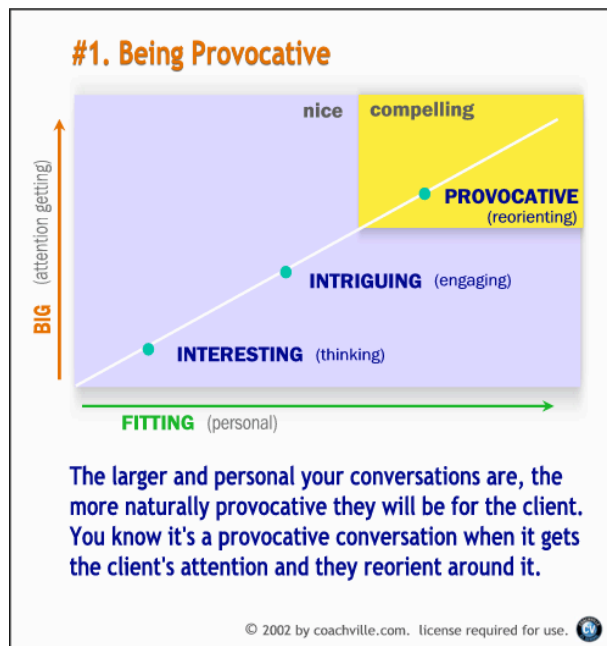 #1. Being Provocative
nice compelling
BIG (attention getting)
PROVOCATIVE
(reorienting)
INTRIGUING (engaging)
INTERESTING (thinking)
FITTING (personal)
The larger and personal your conversations are, the
more naturally provocative they will be for the client.
You know it's a provocative conversation when it gets
the client's attention and they reorient around it.
© 2002 by coachville.com. license required for use.
CV